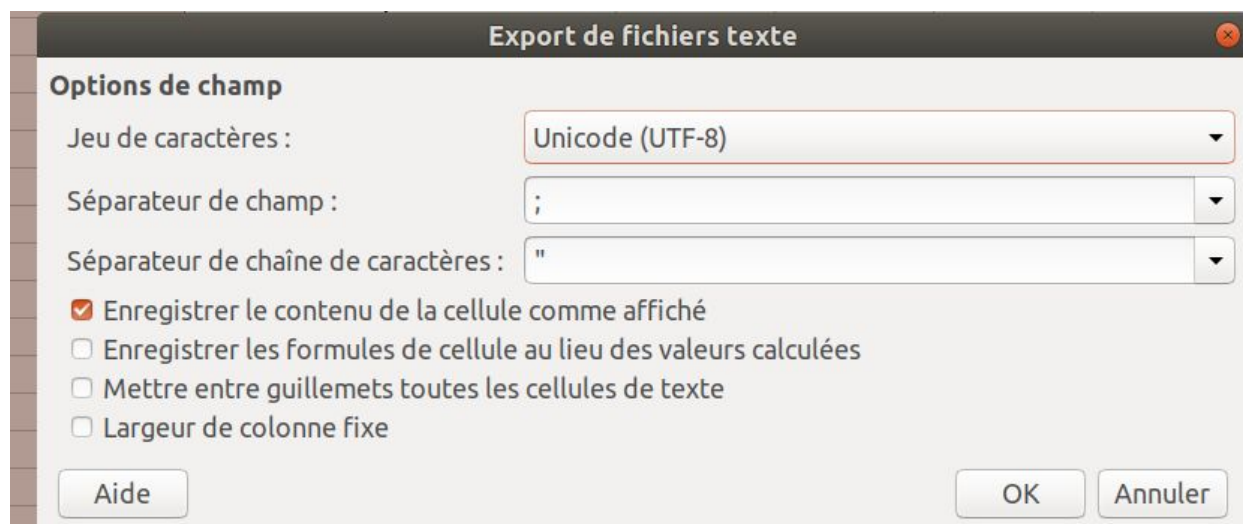 Export de fichiers texte
Options de champ
Jeu de caractères : Unicode (UTF-8)
Séparateur de champ : ;
Séparateur de chaîne de caractères : "
Enregistrer le contenu de la cellule comme affiché
Enregistrer les formules de cellule au lieu des valeurs calculées
Mettre entre guillemets toutes les cellules de texte
Largeur de colonne fixe
Aide OK Annuler